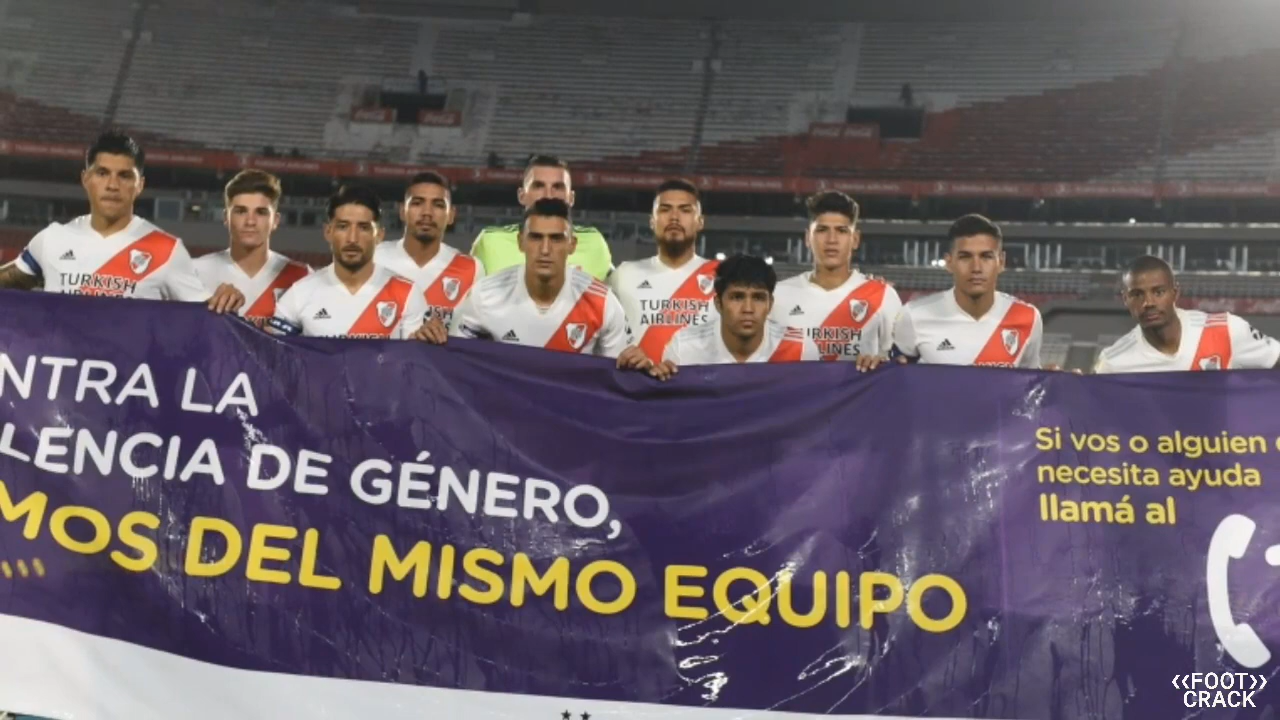 TURKISH
AIRLINES
TURKISH
AIRLINES
TURKISH
AIRLINES
NTRA LA
LENCIA DE GÉNERO,
MOS DEL MISMO EQUIPO
Si vos o alguien
necesita ayuda
llamá al
‹‹FOOT››
CRACK